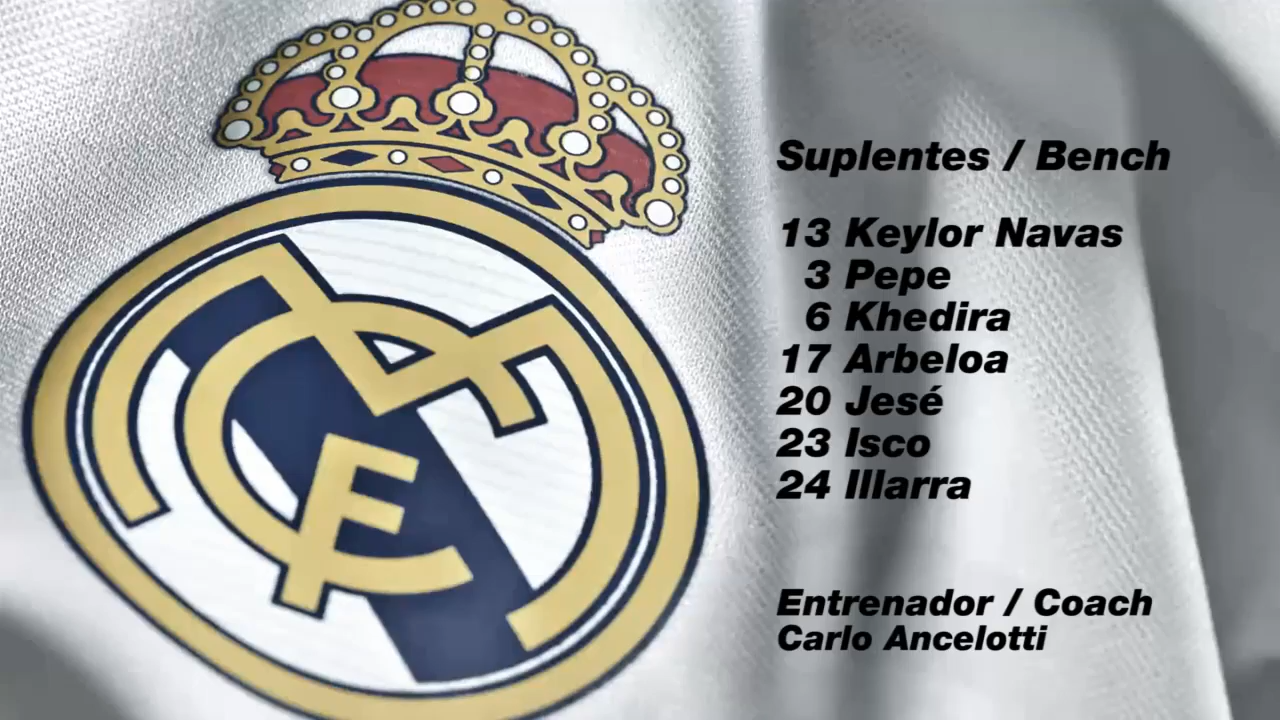 Suplentes / Bench
13 Keylor Navas
3 Pepe
6 Khedira
17 Arbeloa
20 Jesé
23 Isco
24 Illarra
Entrenador / Coach
Carlo Ancelotti